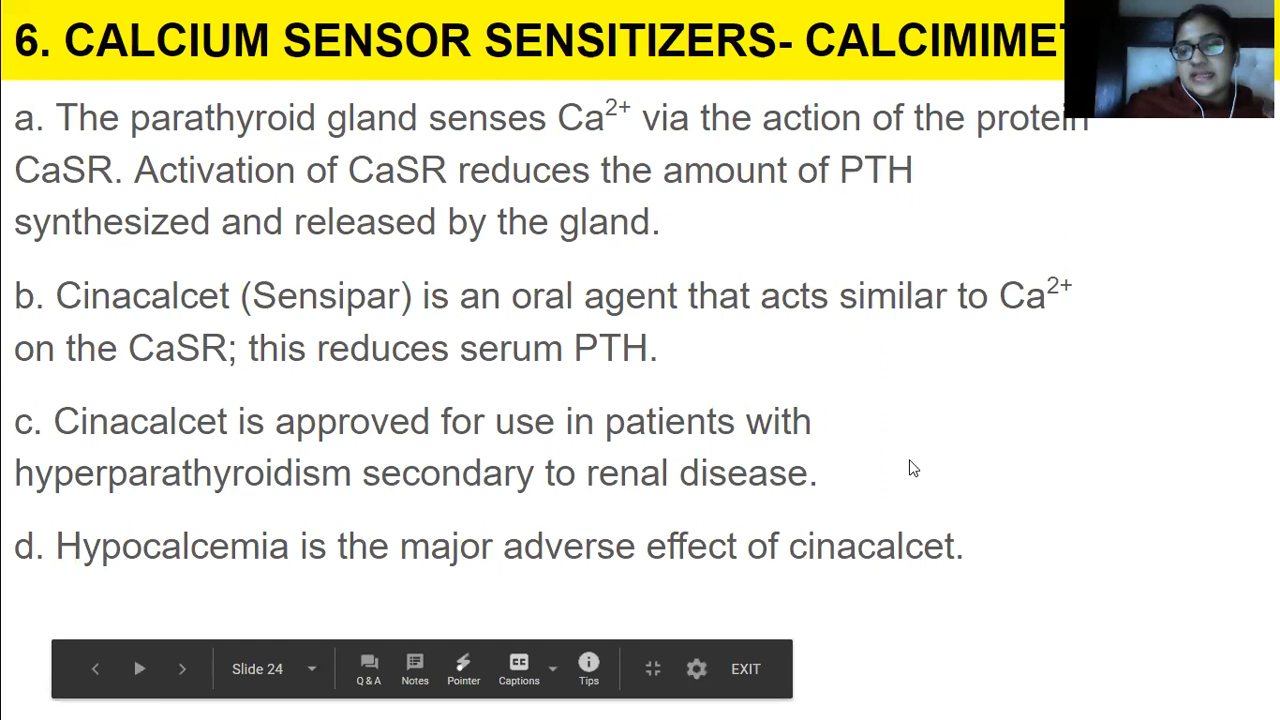 6. CALCIUM SENSOR SENSITIZERS-
a. The parathyroid gland senses Ca2+ via the action of the protein
CaSR. Activation of CaSR reduces the amount of PTH
synthesized and released by the gland.
b. Cinacalcet (Sensipar) is an oral agent that acts similar to Ca2+
on the CaSR; this reduces serum PTH.
c. Cinacalcet is approved for use in patients with
hyperparathyroidism secondary to renal disease.
d. Hypocalcemia is the major adverse effect of cinacalcet.
Slide 24
Q & A
Notes
Pointer
CC
Captions
Tips
EXIT